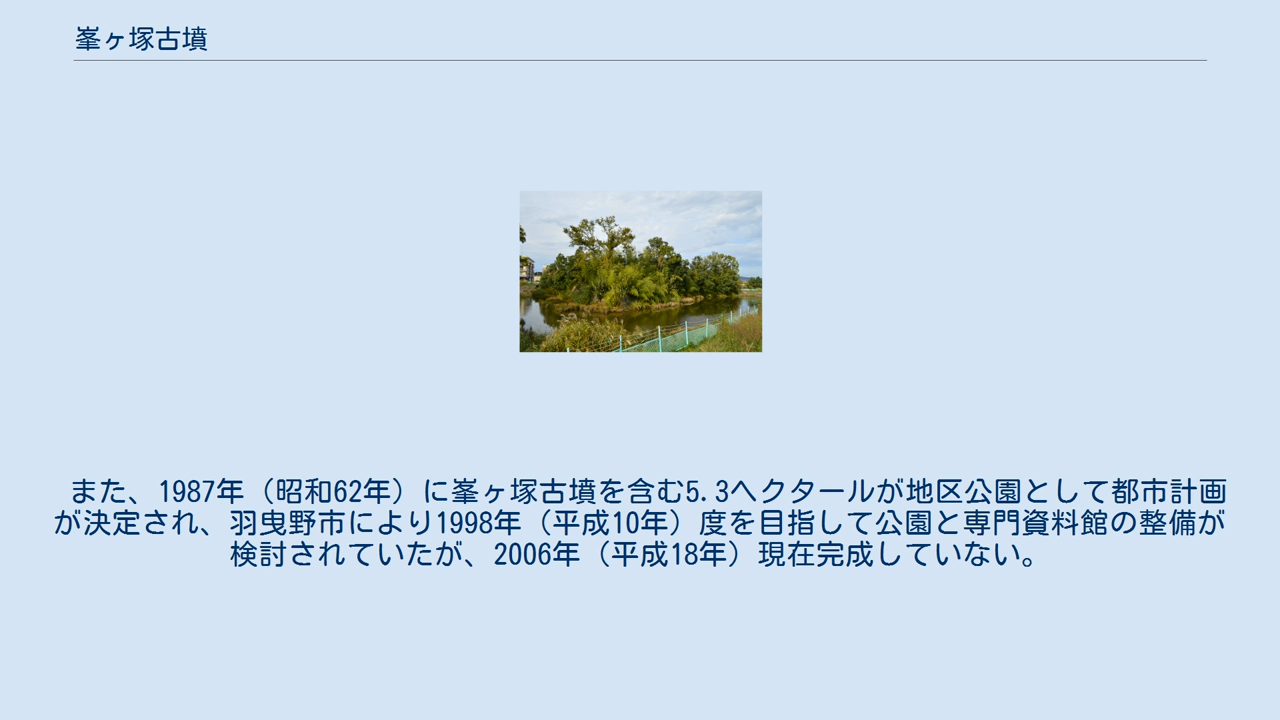 峯ヶ塚古墳
また、1987年（昭和62年）に峯ヶ塚古墳を含む5.3ヘクタールが地区公園として都市計画
が決定され、羽曳野市により1998年（平成10年）度を目指して公園と専門資料館の整備が
検討されていたが、2006年（平成18年）現在完成していない。